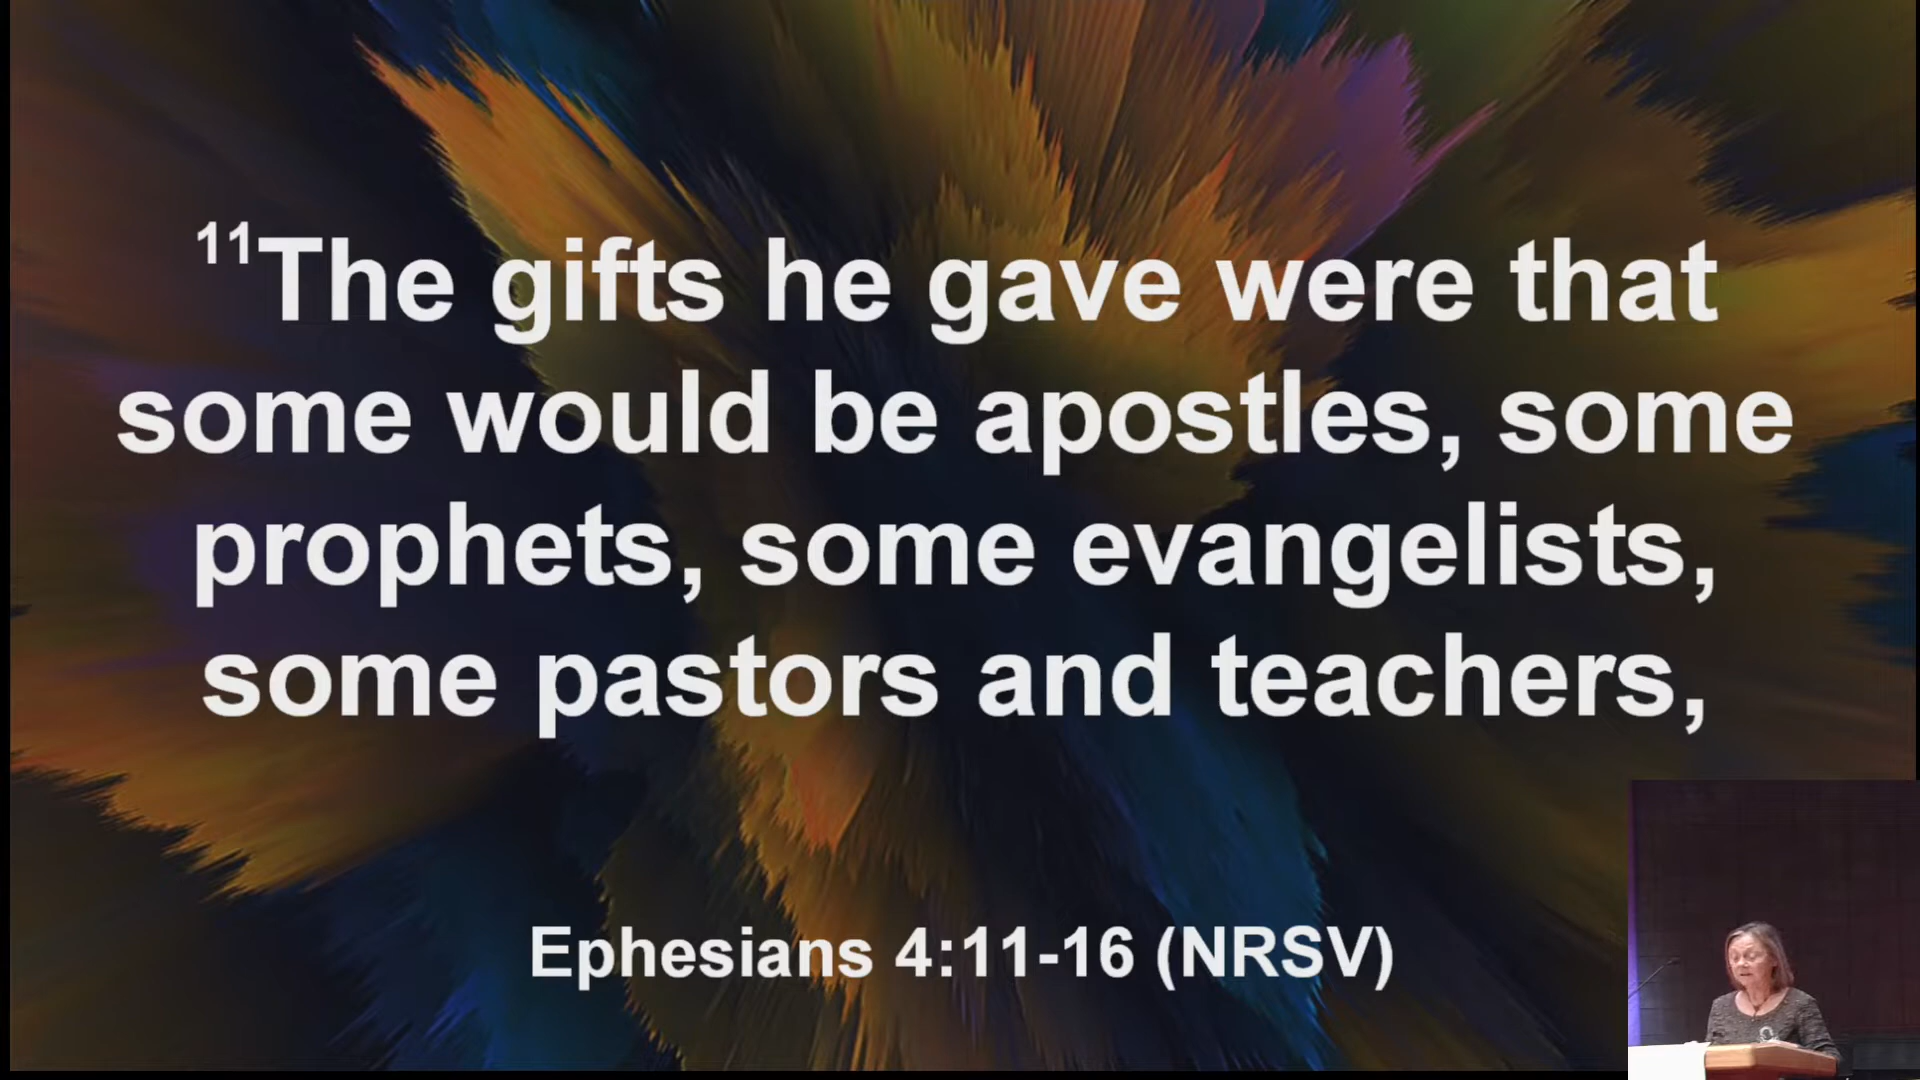 ¹¹The gifts he gave were that
some would be apostles, some
prophets, some evangelists,
some pastors and teachers,
Ephesians 4:11-16 (NRSV)